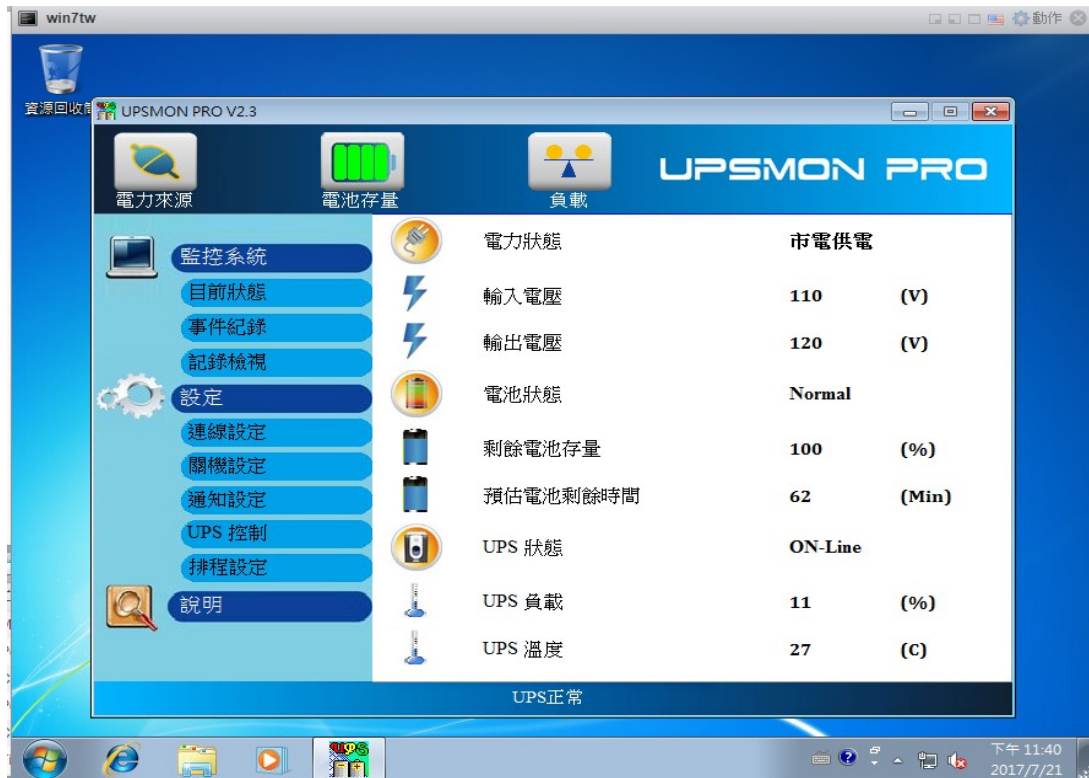 win7tw
動作
UPSMON PRO V2.3
電力來源
電池存量
負載
UPSMON PRO
監控系統
目前狀態
事件紀錄
記錄檢視
設定
連線設定
關機設定
通知設定
UPS 控制
排程設定
說明
電力狀態 市電供電
輸入電壓 110 (V)
輸出電壓 120 (V)
電池狀態 Normal
剩餘電池存量 100 (%)
預估電池剩餘時間 62 (Min)
UPS 狀態 ON-Line
UPS 負載 11 (%)
UPS 溫度 27 (C)
UPS正常
UPS
下午 11:40
2017/7/21